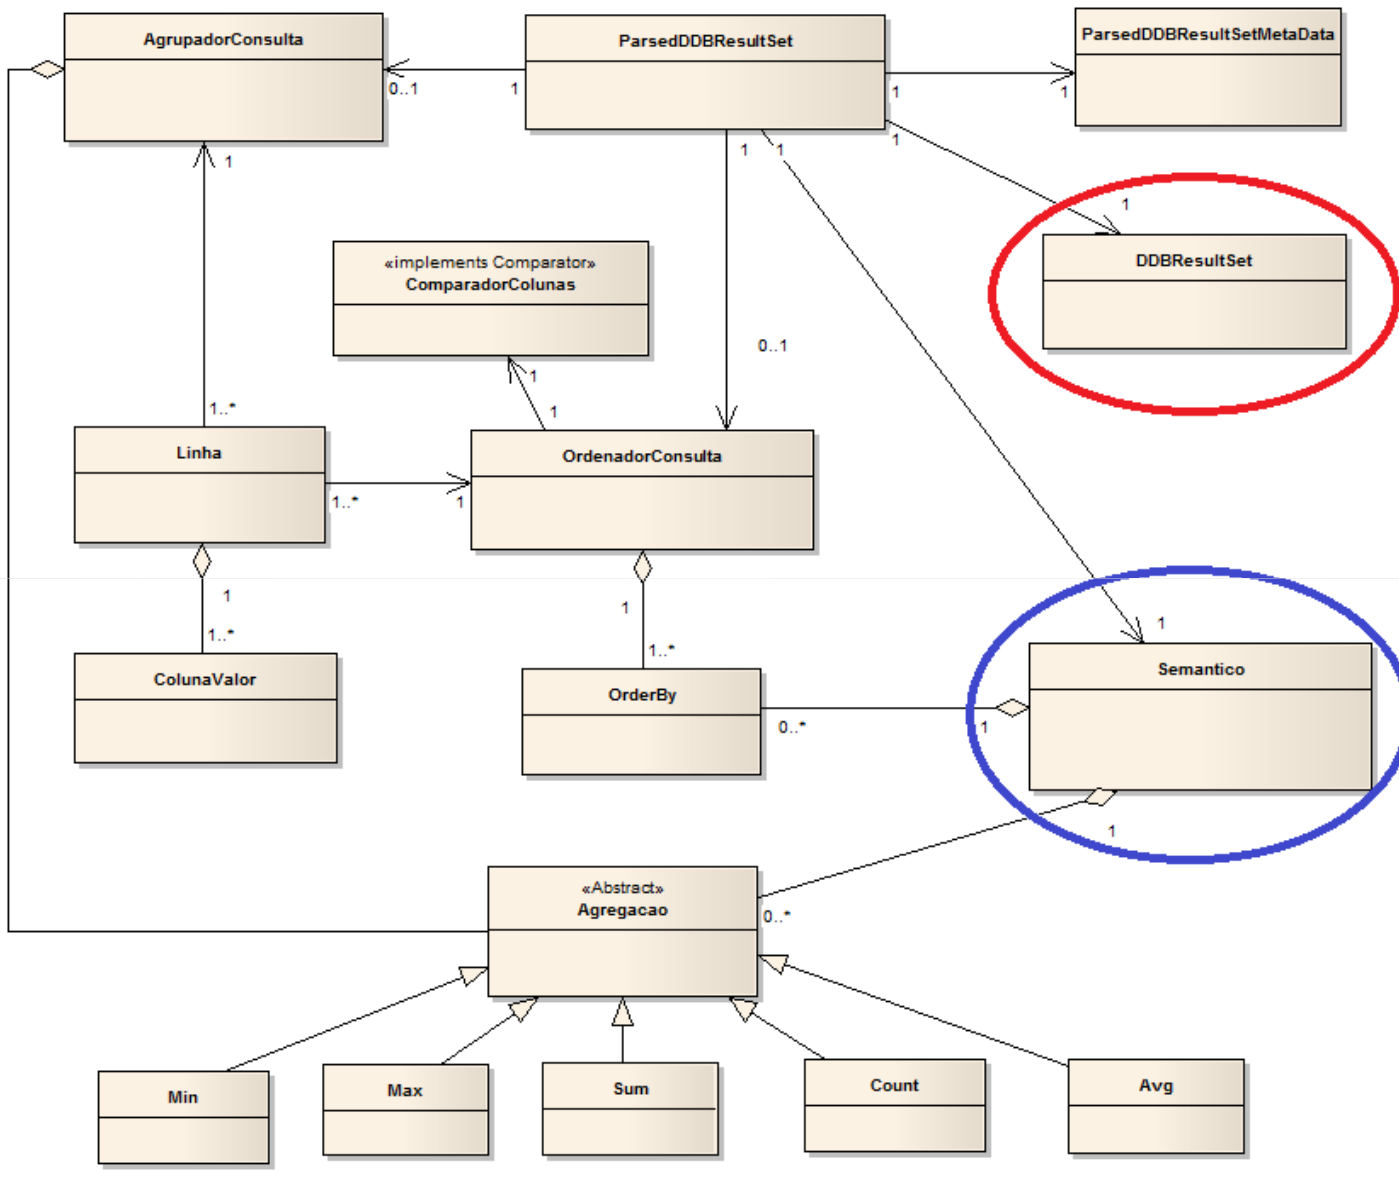 AgrupadorConsulta
ParsedDDBResultSet
ParsedDDBResultSetMetaData
0..1
1
1
1
1
1
1
1
1
DDBResultSet
«implements Comparator»
ComparadorColunas
0..1
1
1
1..*
Linha
OrdenadorConsulta
1..*
1
1
1..*
1
1..*
1
ColunaValor
OrderBy
Semantico
0..*
1
1
«Abstract»
Agregacao
0..*
Min
Max
Sum
Count
Avg